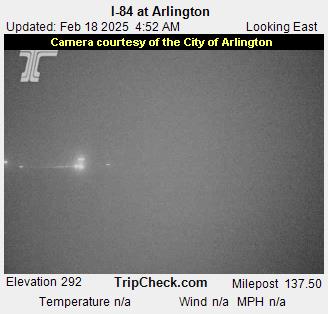 I-84 at Arlington
Updated: Feb 18 2025 4:52 AM Looking East
Camera courtesy of the City of Arlington
Elevation 292 TripCheck.com Milepost 137.50
Temperature n/a Wind n/a MPH n/a